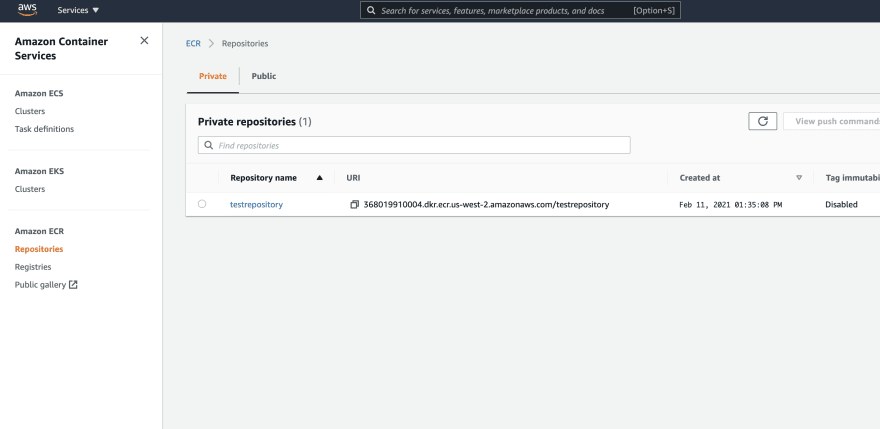 aws
Services ▼
Search for services, features, marketplace products, and docs [Option+S]
Amazon Container Services
Amazon ECS
Clusters
Task definitions
Amazon EKS
Clusters
Amazon ECR
Repositories
Registries
Public gallery
ECR > Repositories
Private Public
Private repositories (1)
View push commands
Find repositories
Repository name ▲ URI Created at ▽ Tag immutabi
testrepository 368019910004.dkr.ecr.us-west-2.amazonaws.com/testrepository Feb 11, 2021 01:35:08 PM Disabled